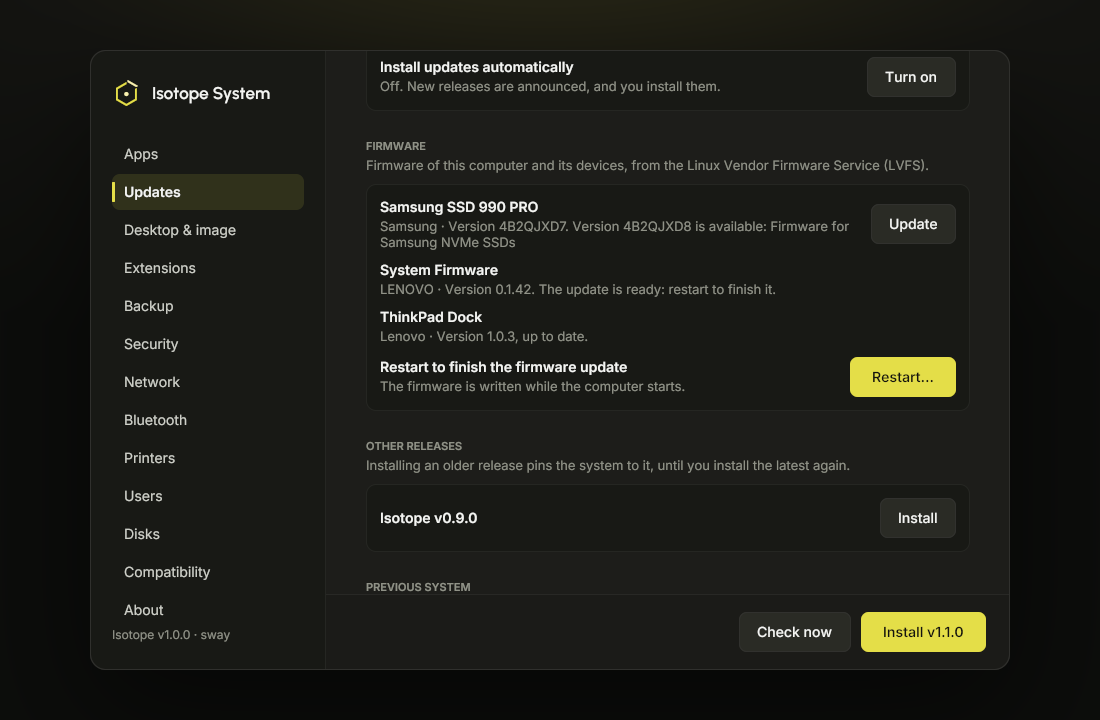 Isotope System
Apps
Updates
Desktop & image
Extensions
Backup
Security
Network
Bluetooth
Printers
Users
Disks
Compatibility
About
Isotope v1.0.0 · sway
Install updates automatically
Off. New releases are announced, and you install them.
Turn on
FIRMWARE
Firmware of this computer and its devices, from the Linux Vendor Firmware Service (LVFS).
Samsung SSD 990 PRO
Samsung · Version 4B2QJXD7. Version 4B2QJXD8 is available: Firmware for
Samsung NVMe SSDs
Update
System Firmware
LENOVO · Version 0.1.42. The update is ready: restart to finish it.
ThinkPad Dock
Lenovo · Version 1.0.3, up to date.
Restart to finish the firmware update
The firmware is written while the computer starts.
Restart…
OTHER RELEASES
Installing an older release pins the system to it, until you install the latest again.
Isotope v0.9.0
Install
PREVIOUS SYSTEM
Check now
Install v1.1.0